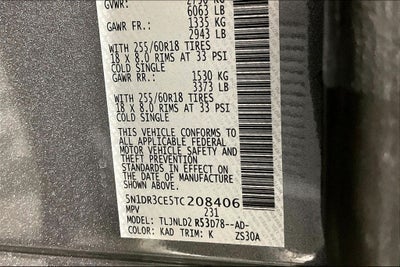 GVWR: 2750 KG
6063 LB
GAWR FR.: 1335 KG
2943 LB
WITH 255/60R18 TIRES
18 X 8.0 RIMS AT 33 PSI
COLD SINGLE
GAWR RR.: 1530 KG
3373 LB
WITH 255/60R18 TIRES
18 X 8.0 RIMS AT 33 PSI
COLD SINGLE
THIS VEHICLE CONFORMS TO
ALL APPLICABLE FEDERAL
MOTOR VEHICLE SAFETY AND
THEFT PREVENTION
STANDARDS IN EFFECT ON
THE DATE OF MANUFACTURE
SHOWN ABOVE.
5N1DR3CE5TC208406
MPV 231
MODEL: TLJNLD2 R53D78--AD-
COLOR: KAD TRIM: K ZS30A